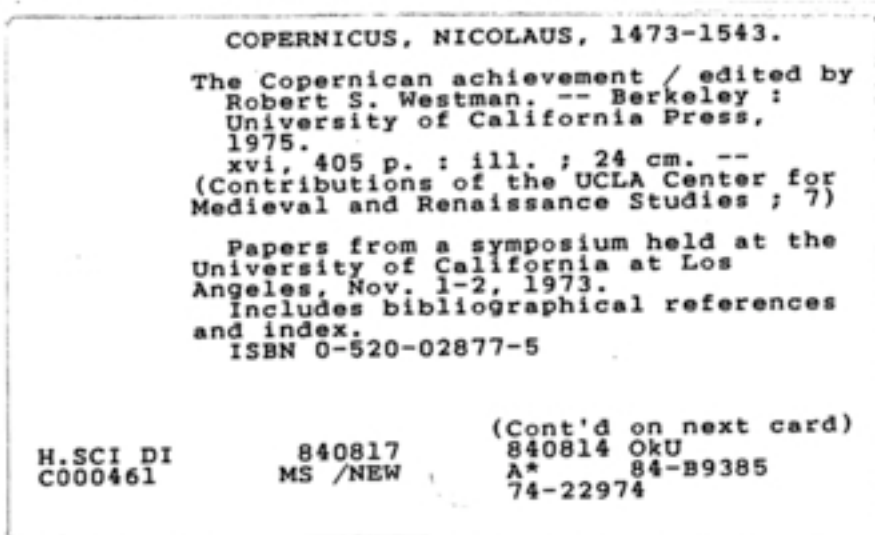 COPERNICUS, NICOLAUS, 1473-1543.
The Copernican achievement / edited by
Robert S. Westman. -- Berkeley :
University of California Press,
1975.
xvi, 405 p. : ill. ; 24 cm. --
(Contributions of the UCLA Center for
Medieval and Renaissance Studies ; 7)
Papers from a symposium held at the
University of California at Los
Angeles, Nov. 1-2, 1973.
Includes bibliographical references
and index.
ISBN 0-520-02877-5
(Cont'd on next card)
H.SCI DI 840817 840814 OkU
C000461 MS /NEW A* 84-B9385
74-22974